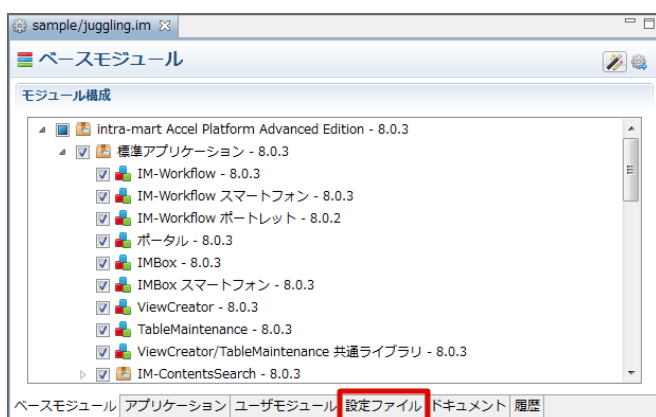 sample/juggling.im
ベースモジュール
モジュール構成
intra-mart Accel Platform Advanced Edition - 8.0.3
標準アプリケーション - 8.0.3
IM-Workflow - 8.0.3
IM-Workflow スマートフォン - 8.0.3
IM-Workflow ポートレット - 8.0.2
ポータル - 8.0.3
IMBox - 8.0.3
IMBox スマートフォン - 8.0.3
ViewCreator - 8.0.3
TableMaintenance - 8.0.3
ViewCreator/TableMaintenance 共通ライブラリ - 8.0.3
IM-ContentsSearch - 8.0.3
ベースモジュール アプリケーション ユーザモジュール 設定ファイル ドキュメント 履歴